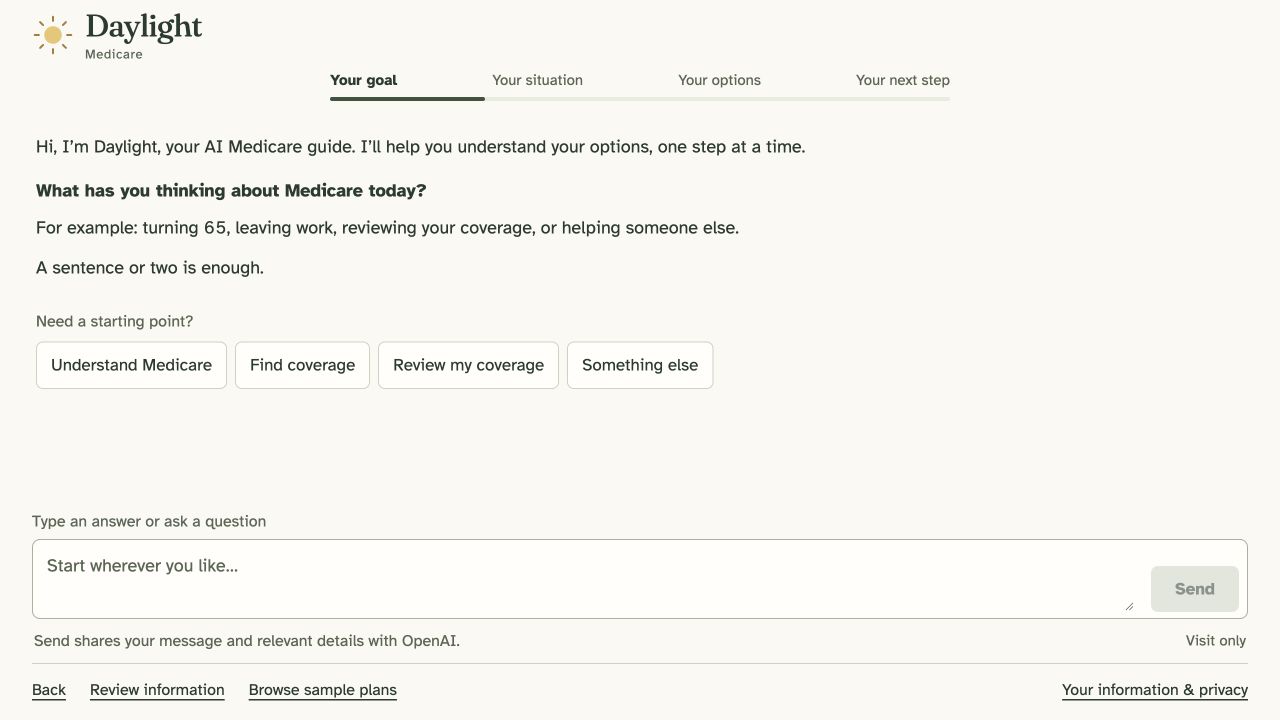 Daylight
Medicare
Your goal
Your situation
Your options
Your next step
Hi, I’m Daylight, your AI Medicare guide. I’ll help you understand your options, one step at a time.
What has you thinking about Medicare today?
For example: turning 65, leaving work, reviewing your coverage, or helping someone else.
A sentence or two is enough.
Need a starting point?
Understand Medicare
Find coverage
Review my coverage
Something else
Type an answer or ask a question
Start wherever you like...
Send
Send shares your message and relevant details with OpenAI.
Visit only
Back
Review information
Browse sample plans
Your information & privacy